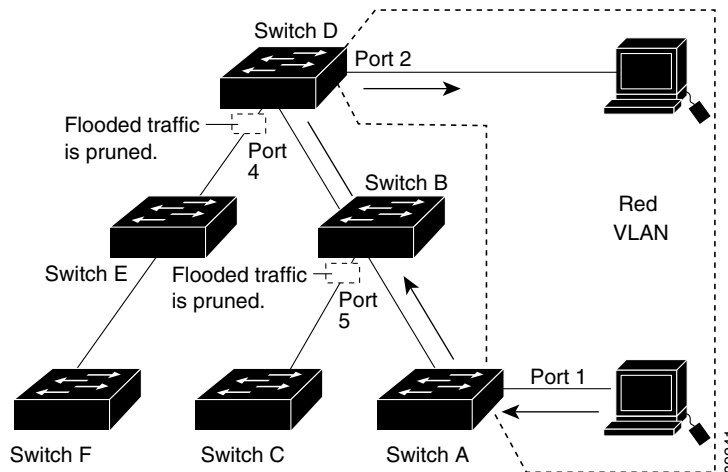 Switch D
Port 2
Flooded traffic
is pruned.
Port
4
Switch B
Red
VLAN
Switch E
Flooded traffic
is pruned.
Port
5
Port 1
Switch F
Switch C
Switch A